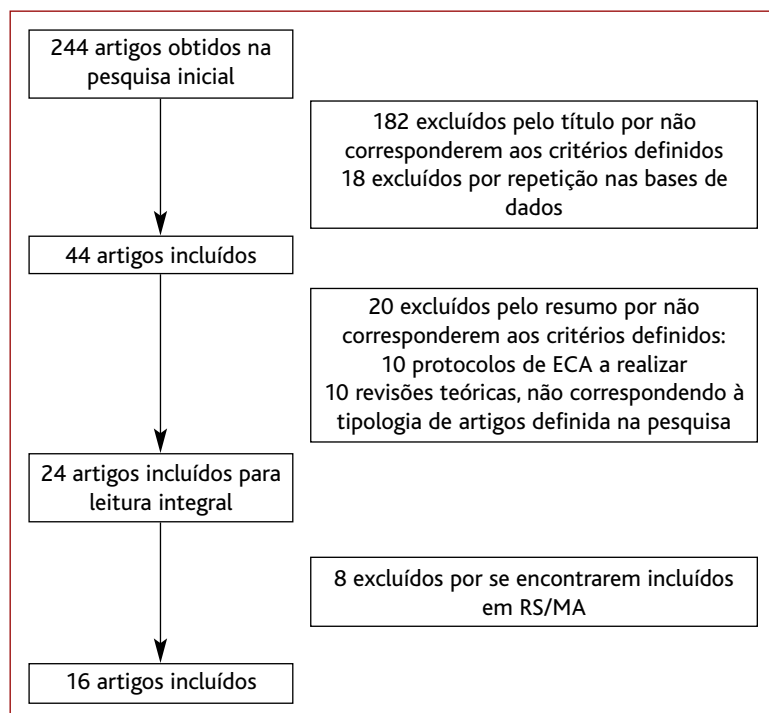 244 artigos obtidos na
pesquisa inicial
182 excluídos pelo título por não
corresponderem aos critérios definidos
18 excluídos por repetição nas bases de
dados
44 artigos incluídos
20 excluídos pelo resumo por não
corresponderem aos critérios definidos:
10 protocolos de ECA a realizar
10 revisões teóricas, não correspondendo à
tipologia de artigos definida na pesquisa
24 artigos incluídos para
leitura integral
8 excluídos por se encontrarem incluídos
em RS/MA
16 artigos incluídos